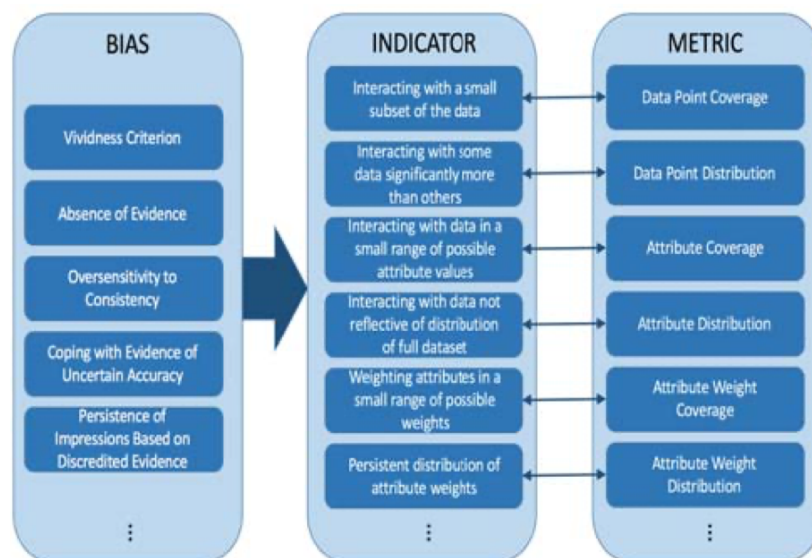 BIAS
Vividness Criterion
Absence of Evidence
Oversensitivity to
Consistency
Coping with Evidence of
Uncertain Accuracy
Persistence of
Impressions Based on
Discredited Evidence
...
INDICATOR
Interacting with a small
subset of the data
Interacting with some
data significantly more
than others
Interacting with data in a
small range of possible
attribute values
Interacting with data not
reflective of distribution
of full dataset
Weighting attributes in a
small range of possible
weights
Persistent distribution of
attribute weights
...
METRIC
Data Point Coverage
Data Point Distribution
Attribute Coverage
Attribute Distribution
Attribute Weight
Coverage
Attribute Weight
Distribution
...